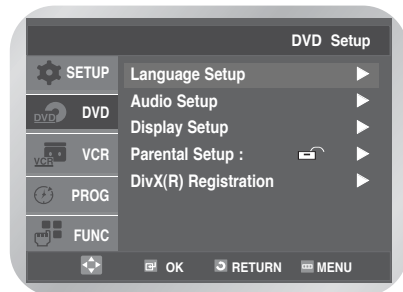 DVD Setup
SETUP
DVD
DVD
VCR
VCR
PROG
FUNC
Language Setup
Audio Setup
Display Setup
Parental Setup :
DivX(R) Registration
OK RETURN MENU